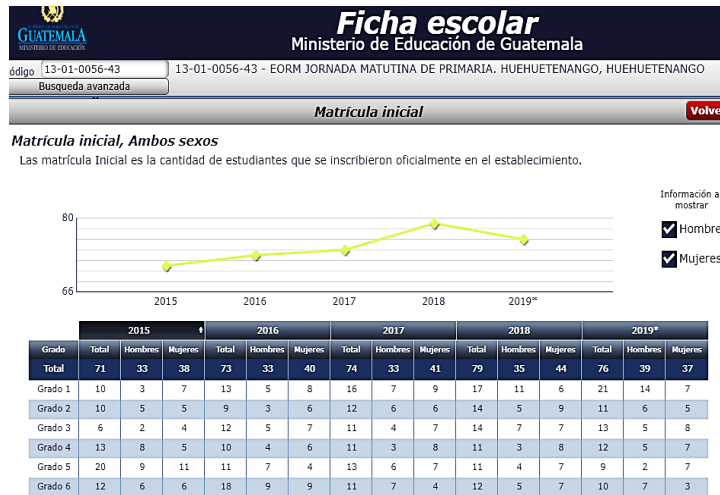 Ficha escolar
GUATEMALA
MINISTERIO DE EDUCACIÓN
Ministerio de Educación de Guatemala
ódigo 13-01-0056-43 13-01-0056-43 - EORM JORNADA MATUTINA DE PRIMARIA. HUEHUETENANGO, HUEHUETENANGO
Busqueda avanzada
Matrícula inicial Volve
Matrícula inicial, Ambos sexos
Las matrícula Inicial es la cantidad de estudiantes que se inscribieron oficialmente en el establecimiento.
Información a
mostrar
Hombre
Mujeres
80
66
2015 2016 2017 2018 2019*
2015 2016 2017 2018 2019*
Grado Total Hombres Mujeres Total Hombres Mujeres Total Hombres Mujeres Total Hombres Mujeres Total Hombres Mujeres
Total 71 33 38 73 33 40 74 33 41 79 35 44 76 39 37
Grado 1 10 3 7 13 5 8 16 7 9 17 11 6 21 14 7
Grado 2 10 5 5 9 3 6 12 6 6 14 5 9 11 6 5
Grado 3 6 2 4 12 5 7 11 4 7 14 7 7 13 5 8
Grado 4 13 8 5 10 4 6 11 3 8 11 3 8 12 5 7
Grado 5 20 9 11 11 7 4 13 6 7 11 4 7 9 2 7
Grado 6 12 6 6 18 9 9 11 7 4 12 5 7 10 7 3